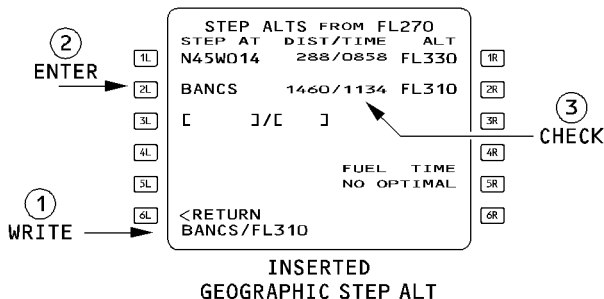 STEP ALTS FROM FL270
STEP AT DIST/TIME ALT
2
ENTER
1L N45W014 288/0858 FL330 1R
2L BANCS 1460/1134 FL310 2R
3
CHECK
3L [ ]/[ ] 3R
4L 4R
FUEL TIME
5L NO OPTIMAL 5R
1
WRITE
6L <RETURN 6R
BANCS/FL310
INSERTED
GEOGRAPHIC STEP ALT